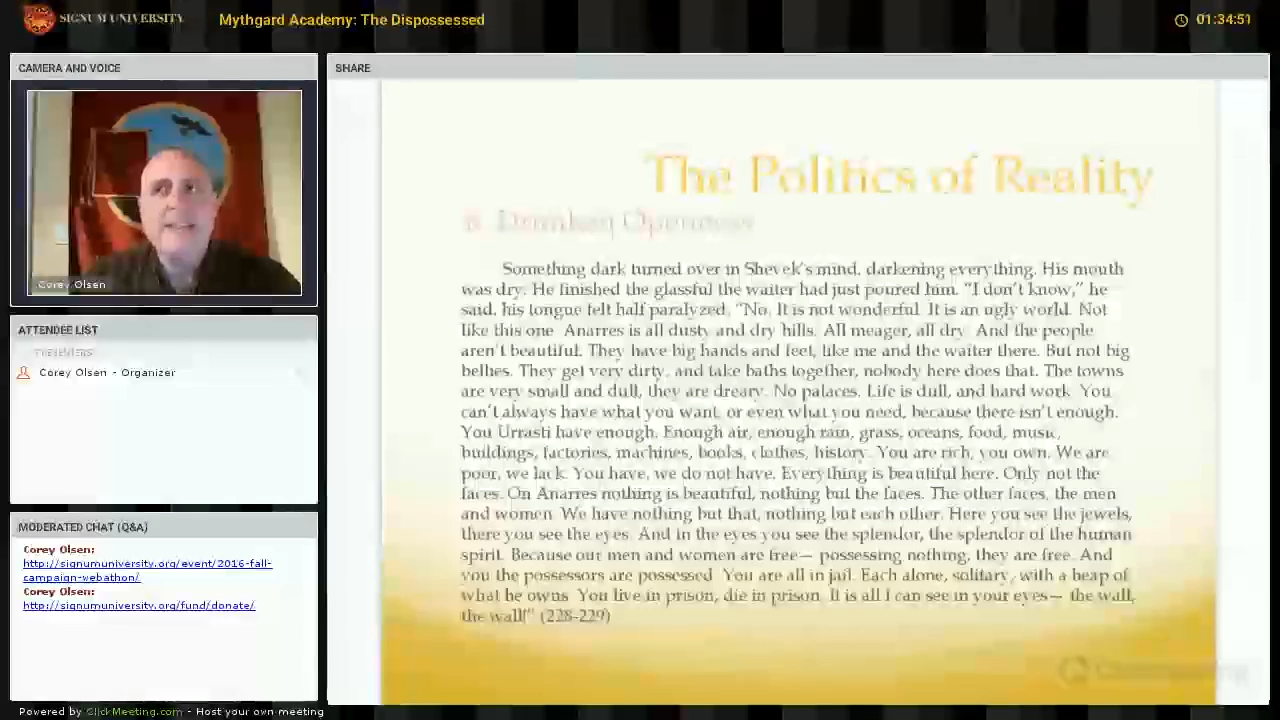 SIGNUM UNIVERSITY
Mythgard Academy: The Dispossessed
01:34:51
CAMERA AND VOICE
Corey Olsen
ATTENDEE LIST
PRESENTERS
Corey Olsen - Organizer
MODERATED CHAT (Q&A)
Corey Olsen:
http://signumuniversity.org/event/2016-fall-
campaign-webathon/
Corey Olsen:
http://signumuniversity.org/fund/donate/
SHARE
The Politics of Reality
Drunken Openness
Something dark turned over in Shevek's mind, darkening everything. His mouth
was dry. He finished the glassful the waiter had just poured him. "I don't know," he
said, his tongue felt half paralyzed. "No. It is not wonderful. It is an ugly world. Not
like this one. Anarres is all dusty and dry hills. All meager, all dry. And the people
aren't beautiful. They have big hands and feet, like me and the waiter there. But not big
bellies. They get very dirty, and take baths together, nobody here does that. The towns
are very small and dull, they are dreary. No palaces. Life is dull, and hard work. You
can't always have what you want, or even what you need, because there isn't enough.
You Urrasti have enough. Enough air, enough rain, grass, oceans, food, music,
buildings, factories, machines, books, clothes, history. You are rich, you own. We are
poor, we lack. You have, we do not have. Everything is beautiful here. Only not the
faces. On Anarres nothing is beautiful, nothing but the faces. The other faces, the men
and women. We have nothing but that, nothing but each other. Here you see the jewels,
there you see the eyes. And in the eyes you see the splendor, the splendor of the human
spirit. Because our men and women are free— possessing nothing, they are free. And
you the possessors are possessed. You are all in jail. Each alone, solitary, with a heap of
what he owns. You live in prison, die in prison. It is all I can see in your eyes— the wall,
the wall!" (228-229)
Powered by ClickMeeting.com - Host your own meeting